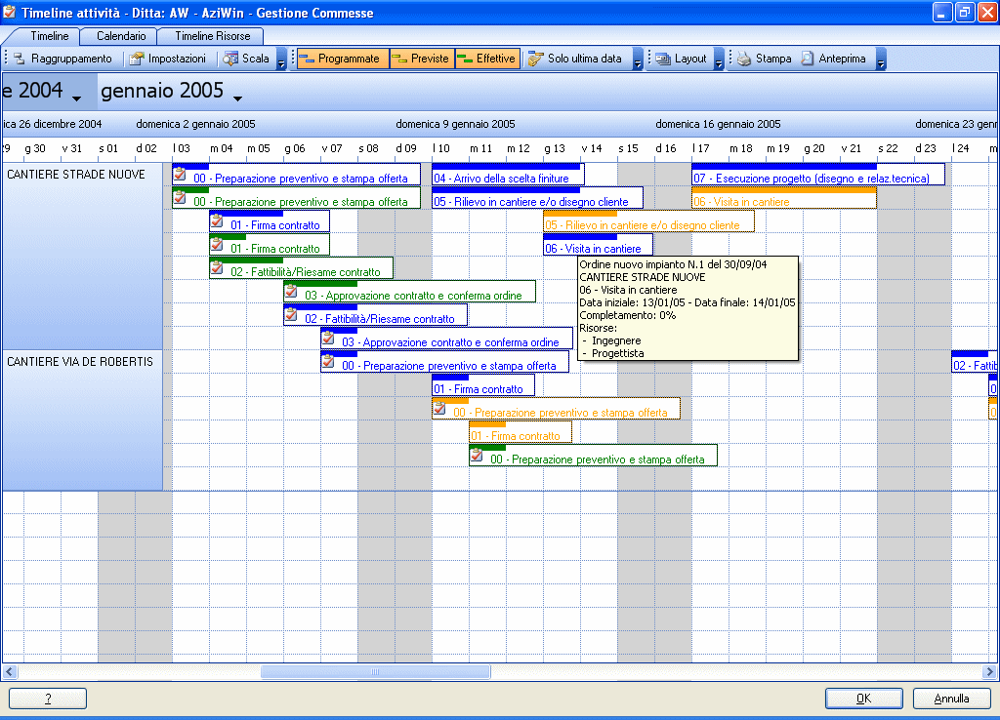 Timeline attività - Ditta: AW - AziWin - Gestione Commesse
Timeline Calendario Timeline Risorse
Raggruppamento Impostazioni Scala Programmate Previste Effettive Solo ultima data Layout Stampa Anteprima
e 2004 gennaio 2005
ica 26 dicembre 2004 domenica 2 gennaio 2005 domenica 9 gennaio 2005 domenica 16 gennaio 2005 domenica 23 genn
29 g 30 v 31 s 01 d 02 l 03 m 04 m 05 g 06 v 07 s 08 d 09 l 10 m 11 m 12 g 13 v 14 s 15 d 16 l 17 m 18 m 19 g 20 v 21 s 22 d 23 l 24 m
CANTIERE STRADE NUOVE
00 - Preparazione preventivo e stampa offerta 04 - Arrivo della scelta finiture 07 - Esecuzione progetto (disegno e relaz.tecnica)
00 - Preparazione preventivo e stampa offerta 05 - Rilievo in cantiere e/o disegno cliente 06 - Visita in cantiere
01 - Firma contratto 05 - Rilievo in cantiere e/o disegno cliente
01 - Firma contratto 06 - Visita in cantiere
02 - Fattibilità/Riesame contratto
03 - Approvazione contratto e conferma ordine
02 - Fattibilità/Riesame contratto
03 - Approvazione contratto e conferma ordine
Ordine nuovo impianto N.1 del 30/09/04
CANTIERE STRADE NUOVE
06 - Visita in cantiere
Data iniziale: 13/01/05 - Data finale: 14/01/05
Completamento: 0%
Risorse:
- Ingegnere
- Progettista
CANTIERE VIA DE ROBERTIS
00 - Preparazione preventivo e stampa offerta 02 - Fattib
01 - Firma contratto 0
00 - Preparazione preventivo e stampa offerta 0
01 - Firma contratto
00 - Preparazione preventivo e stampa offerta
? OK Annulla